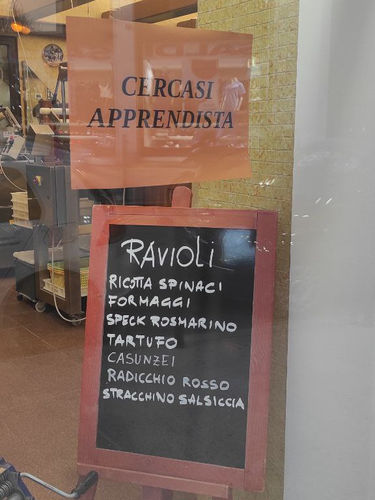 CERCASI
APPRENDISTA
RAVIOLI
RICOTTA SPINACI
FORMAGGI
SPECK ROSMARINO
TARTUFO
CASUNZEI
RADICCHIO ROSSO
STRACCHINO SALSICCIA